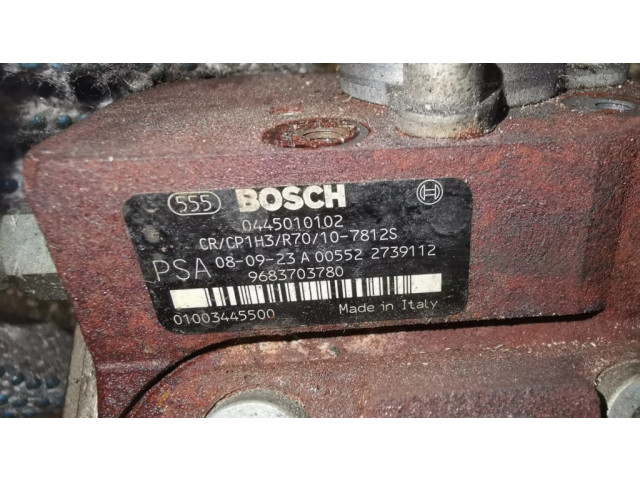 555 BOSCH
0445010102
CR/CP1H3/R70/10-7812S
PSA 08-09-23 A 00552 2739112
9683703780
01003445500 Made in Italy